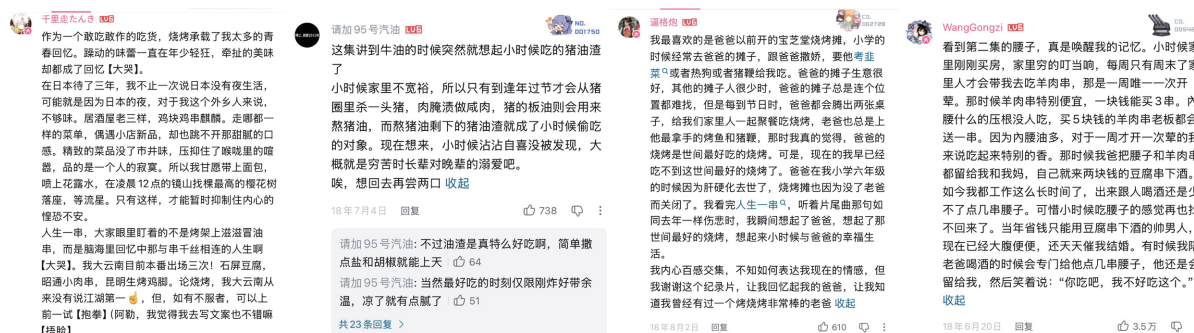 千里走たんき LV6
作为一个敢吃敢作的吃货，烧烤承载了我太多的青
春回忆。躁动的味蕾一直在年少轻狂，牵扯的美味
却都成了回忆【大哭】。
在日本待了三年，我不止一次说日本没有夜生活，
可能就是因为日本的夜，对于我这个外乡人来说，
不够味。居酒屋老三样，鸡块鸡串麒麟。走哪都一
样的菜单，偶遇小店新品，却也跳不开那甜腻的口
感。精致的菜品没了市井味，压抑住了喉咙里的喧
嚣，品的是一个人的寂寞。所以我甘愿带上面包，
喷上花露水，在凌晨12点的镜山找棵最高的樱花树
落座，等流星。只有这样，才能暂时抑制住内心的
惶恐不安。
人生一串，大家眼里盯着的不是烤架上滋滋冒油
串，而是脑海里回忆中那与串千丝相连的人生啊
【大哭】。我大云南目前本番出场三次！石屏豆腐，
昭通小肉串，昆明生烤鸡脚。论烧烤，我大云南从
来没有说江湖第一☝，但，如有不服者，可以上
前一试【抱拳】（阿勒，我觉得我去写文案也不错嘛
【捂脸】
请加95号汽油 LV6
NO.
001750
这集讲到牛油的时候突然就想起小时候吃的猪油渣
了
小时候家里不宽裕，所以只有到逢年过节才会从猪
圈里杀一头猪，肉腌渍做咸肉，猪的板油则会用来
熬猪油，而熬猪油剩下的猪油渣就成了小时候偷吃
的对象。现在想来，小时候沾沾自喜没被发现，大
概就是穷苦时长辈对晚辈的溺爱吧。
唉，想回去再尝两口 收起
18年7月4日 回复 738
请加95号汽油: 不过油渣是真特么好吃啊，简单撒
点盐和胡椒就能上天 64
请加95号汽油: 当然最好吃的时刻仅限刚炸好带余
温，凉了就有点腻了 51
共23条回复 >
逼格炮 LV6
CO.
062729
我最喜欢的是爸爸以前开的宝芝堂烧烤摊，小学的
时候经常去爸爸的摊子，跟爸爸撒娇，要他考韭
菜或者热狗或者猪鞭给我吃。爸爸的摊子生意很
好，其他的摊子人很少时，爸爸的摊子总是连个位
置都难找，但是每到节日时，爸爸都会腾出两张桌
子，给我们家里人一起聚餐吃烧烤，老爸也总是上
他最拿手的烤鱼和猪鞭，那时我真的觉得，爸爸的
烧烤是世间最好吃的烧烤。可是，现在的我早已经
吃不到这世间最好的烧烤了。爸爸在我小学六年级
的时候因为肝硬化去世了，烧烤摊也因为没了老爸
而关闭了。我看完人生一串，听着片尾曲那句如
同去年一样伤悲时，我瞬间想起了爸爸，想起了那
世间最好的烧烤，想起来小时候与爸爸的幸福生
活。
我内心百感交集，不知如何表达我现在的情感，但
我谢谢这个纪录片，让我回忆起我的爸爸，让我知
道我曾经有过一个烤烧烤非常棒的老爸 收起
18年8月2日 回复 610
WangGongzi LV6
CO.
看到第二集的腰子，真是唤醒我的记忆。小时候家
里刚刚买房，家里穷的叮当响，每周只有周末了家
里人才会带我去吃羊肉串，那是一周唯一一次开
荤。那时候羊肉串特别便宜，一块钱能买3串。内
腰什么的压根没人吃，买5块钱的羊肉串老板都会
送一串。因为内腰油多，对于一周才开一次荤的我
来说吃起来特别的香。那时候我爸把腰子和羊肉串
都留给我和我妈，自己就来两块钱的豆腐串下酒。
如今我都工作这么长时间了，出来跟人喝酒还是少
不了点几串腰子。可惜小时候吃腰子的感觉再也找
不回来了。当年省钱只能用豆腐串下酒的帅男人，
现在已经大腹便便，还天天催我结婚。有时候我陪
老爸喝酒的时候会专门给他点几串腰子，他还是会
留给我，然后笑着说：“你吃吧，我不好吃这个。”
收起
18年6月20日 回复 3.5万